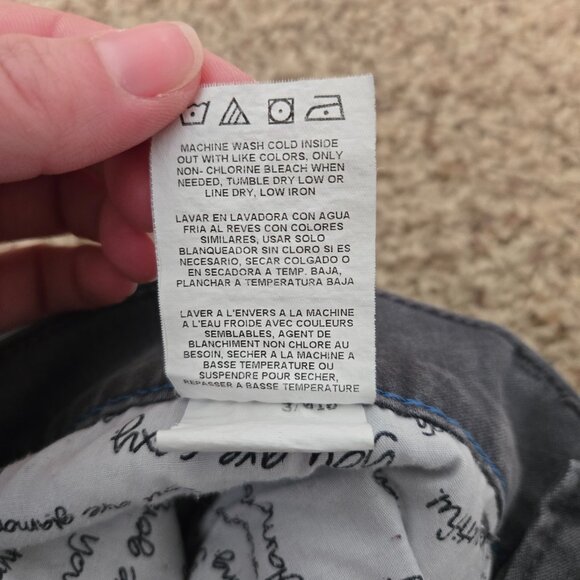 MACHINE WASH COLD INSIDE
OUT WITH LIKE COLORS, ONLY
NON- CHLORINE BLEACH WHEN
NEEDED, TUMBLE DRY LOW OR
LINE DRY, LOW IRON
LAVAR EN LAVADORA CON AGUA
FRIA AL REVES CON COLORES
SIMILARES, USAR SOLO
BLANQUEADOR SIN CLORO SI ES
NECESARIO, SECAR COLGADO O
EN SECADORA A TEMP. BAJA,
PLANCHAR A TEMPERATURA BAJA
LAVER A L'ENVERS A LA MACHINE
A L'EAU FROIDE AVEC COULEURS
SEMBLABLES, AGENT DE
BLANCHIMENT NON CHLORE AU
BESOIN, SECHER A LA MACHINE A
BASSE TEMPERATURE OU
SUSPENDRE POUR SECHER,
REPASSER A BASSE TEMPERATURE
you are